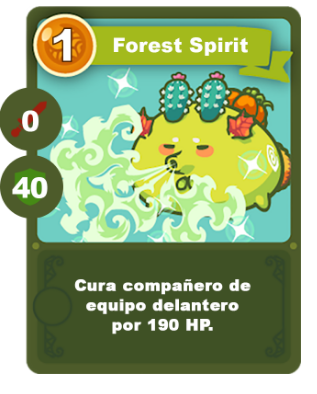 1
Forest Spirit
0
40
Cura compañero de
equipo delantero
por 190 HP.